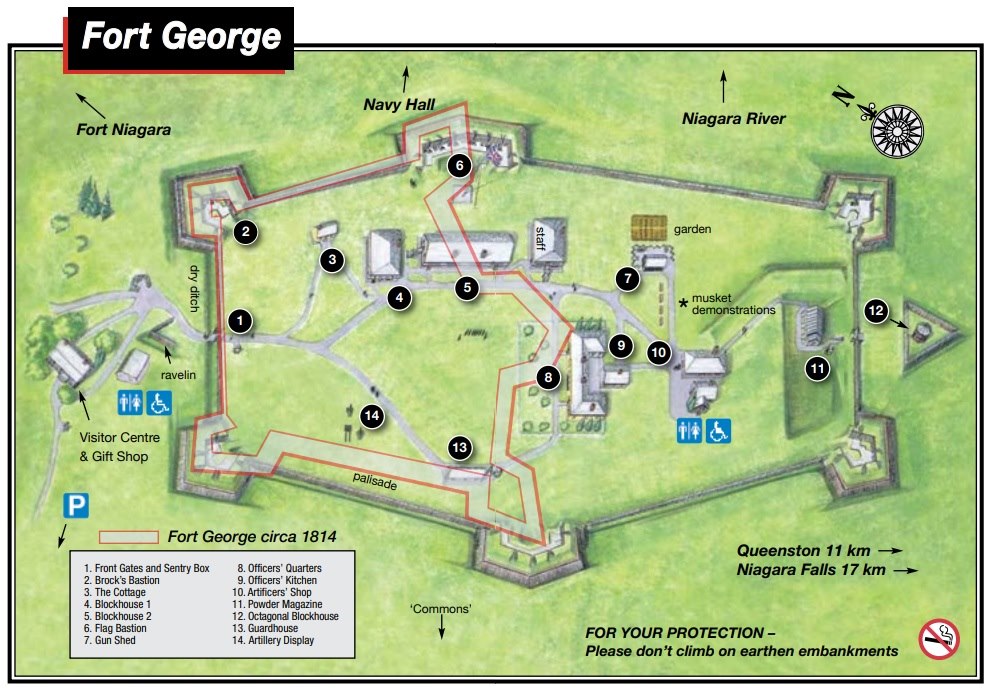 Fort George
Fort Niagara
Navy Hall
Niagara River
N
6
2
dry ditch
3
staff
garden
7
4
5
* musket
demonstrations
1
12
9
10
ravelin
8
11
14
Visitor Centre
& Gift Shop
13
palisade
P
Fort George circa 1814
1. Front Gates and Sentry Box
2. Brock's Bastion
3. The Cottage
4. Blockhouse 1
5. Blockhouse 2
6. Flag Bastion
7. Gun Shed
8. Officers' Quarters
9. Officers' Kitchen
10. Artificers' Shop
11. Powder Magazine
12. Octagonal Blockhouse
13. Guardhouse
14. Artillery Display
'Commons'
Queenston 11 km
Niagara Falls 17 km
FOR YOUR PROTECTION –
Please don't climb on earthen embankments